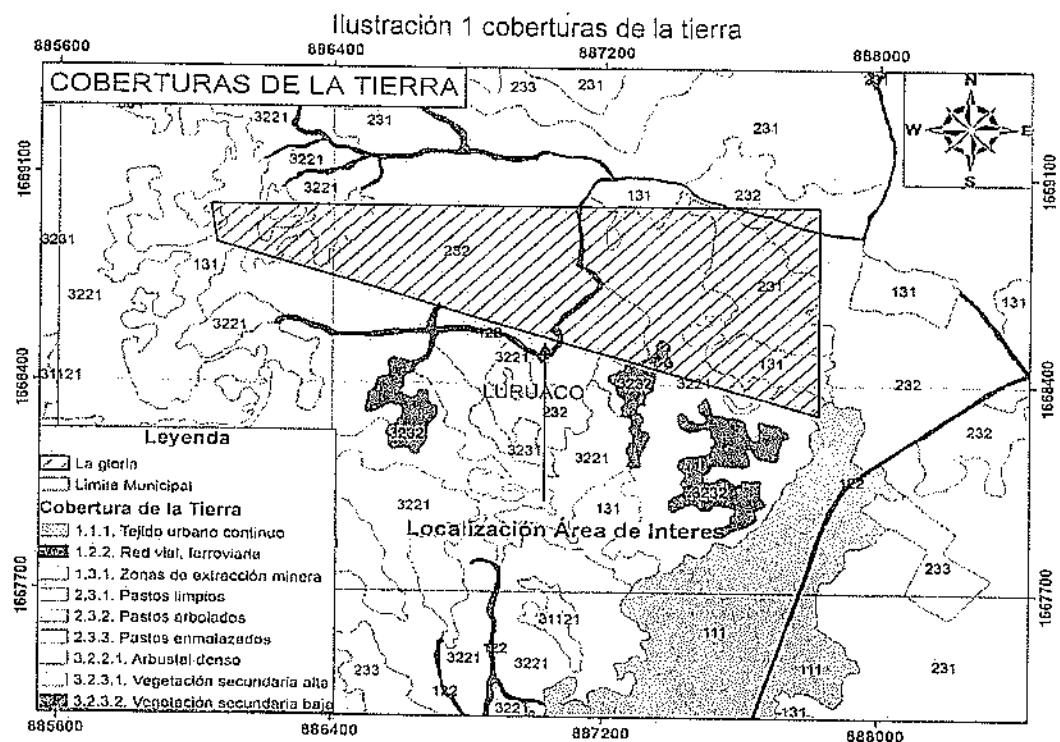 Ilustración 1 coberturas de la tierra
885600 886400 887200 888000
COBERTURAS DE LA TIERRA
N
W E
S
1669100
1669100
1668400
1668400
1667700
1667700
233 231
3221 231
231
3221
3221
131 232
3231
131
232
231
3221
131
131
3221
3221
131
31121
LURUACO
3232
3221
232
232
3232
3231
3221
232
3232
122
3221
131
Localización Área de Interes
233
31121
3221 122 3221
111
111
231
233
122
3221
131
Leyenda
La gloria
Limite Municipal
Cobertura de la Tierra
1.1.1. Tejido urbano continuo
1.2.2. Red vial, ferroviaria
1.3.1. Zonas de extracción minera
2.3.1. Pastos limpios
2.3.2. Pastos arbolados
2.3.3. Pastos enmalazados
3.2.2.1. Arbustal denso
3.2.3.1. Vegetación secundaria alta
3.2.3.2. Vegetación secundaria baja
885600 886400 887200 888000